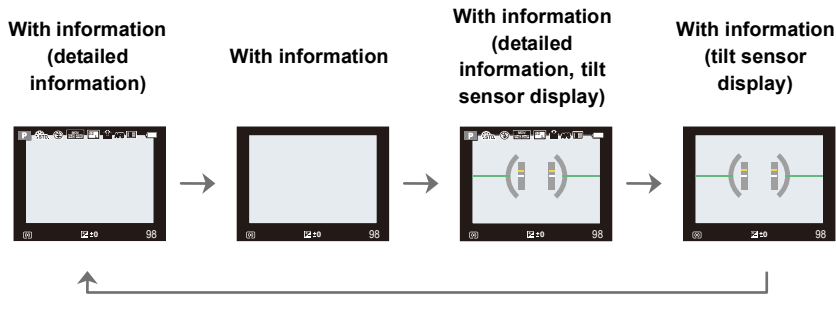 With information
(detailed
information)
With information
With information
(detailed
information, tilt
sensor display)
With information
(tilt sensor
display)
P
±0 98
±0 98
P
±0 98
±0 98